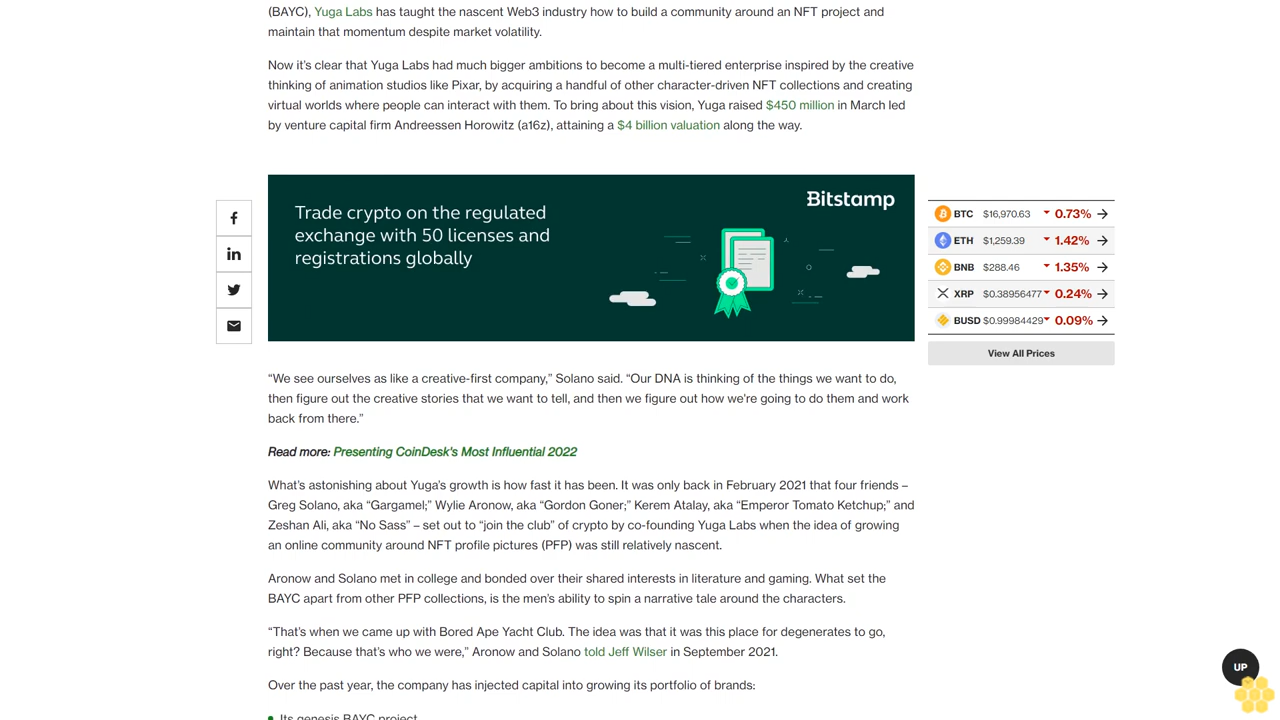 (BAYC), Yuga Labs has taught the nascent Web3 industry how to build a community around an NFT project and
maintain that momentum despite market volatility.
Now it’s clear that Yuga Labs had much bigger ambitions to become a multi-tiered enterprise inspired by the creative
thinking of animation studios like Pixar, by acquiring a handful of other character-driven NFT collections and creating
virtual worlds where people can interact with them. To bring about this vision, Yuga raised $450 million in March led
by venture capital firm Andreessen Horowitz (a16z), attaining a $4 billion valuation along the way.
Bitstamp
Trade crypto on the regulated
exchange with 50 licenses and
registrations globally
BTC $16,970.63 0.73%
ETH $1,259.39 1.42%
BNB $288.46 1.35%
XRP $0.38956477 0.24%
BUSD $0.99984429 0.09%
View All Prices
“We see ourselves as like a creative-first company,” Solano said. “Our DNA is thinking of the things we want to do,
then figure out the creative stories that we want to tell, and then we figure out how we're going to do them and work
back from there.”
Read more: Presenting CoinDesk's Most Influential 2022
What’s astonishing about Yuga’s growth is how fast it has been. It was only back in February 2021 that four friends –
Greg Solano, aka “Gargamel;” Wylie Aronow, aka “Gordon Goner;” Kerem Atalay, aka “Emperor Tomato Ketchup;” and
Zeshan Ali, aka “No Sass” – set out to “join the club” of crypto by co-founding Yuga Labs when the idea of growing
an online community around NFT profile pictures (PFP) was still relatively nascent.
Aronow and Solano met in college and bonded over their shared interests in literature and gaming. What set the
BAYC apart from other PFP collections, is the men’s ability to spin a narrative tale around the characters.
“That’s when we came up with Bored Ape Yacht Club. The idea was that it was this place for degenerates to go,
right? Because that’s who we were,” Aronow and Solano told Jeff Wilser in September 2021.
Over the past year, the company has injected capital into growing its portfolio of brands:
Its genesis BAYC project
UP